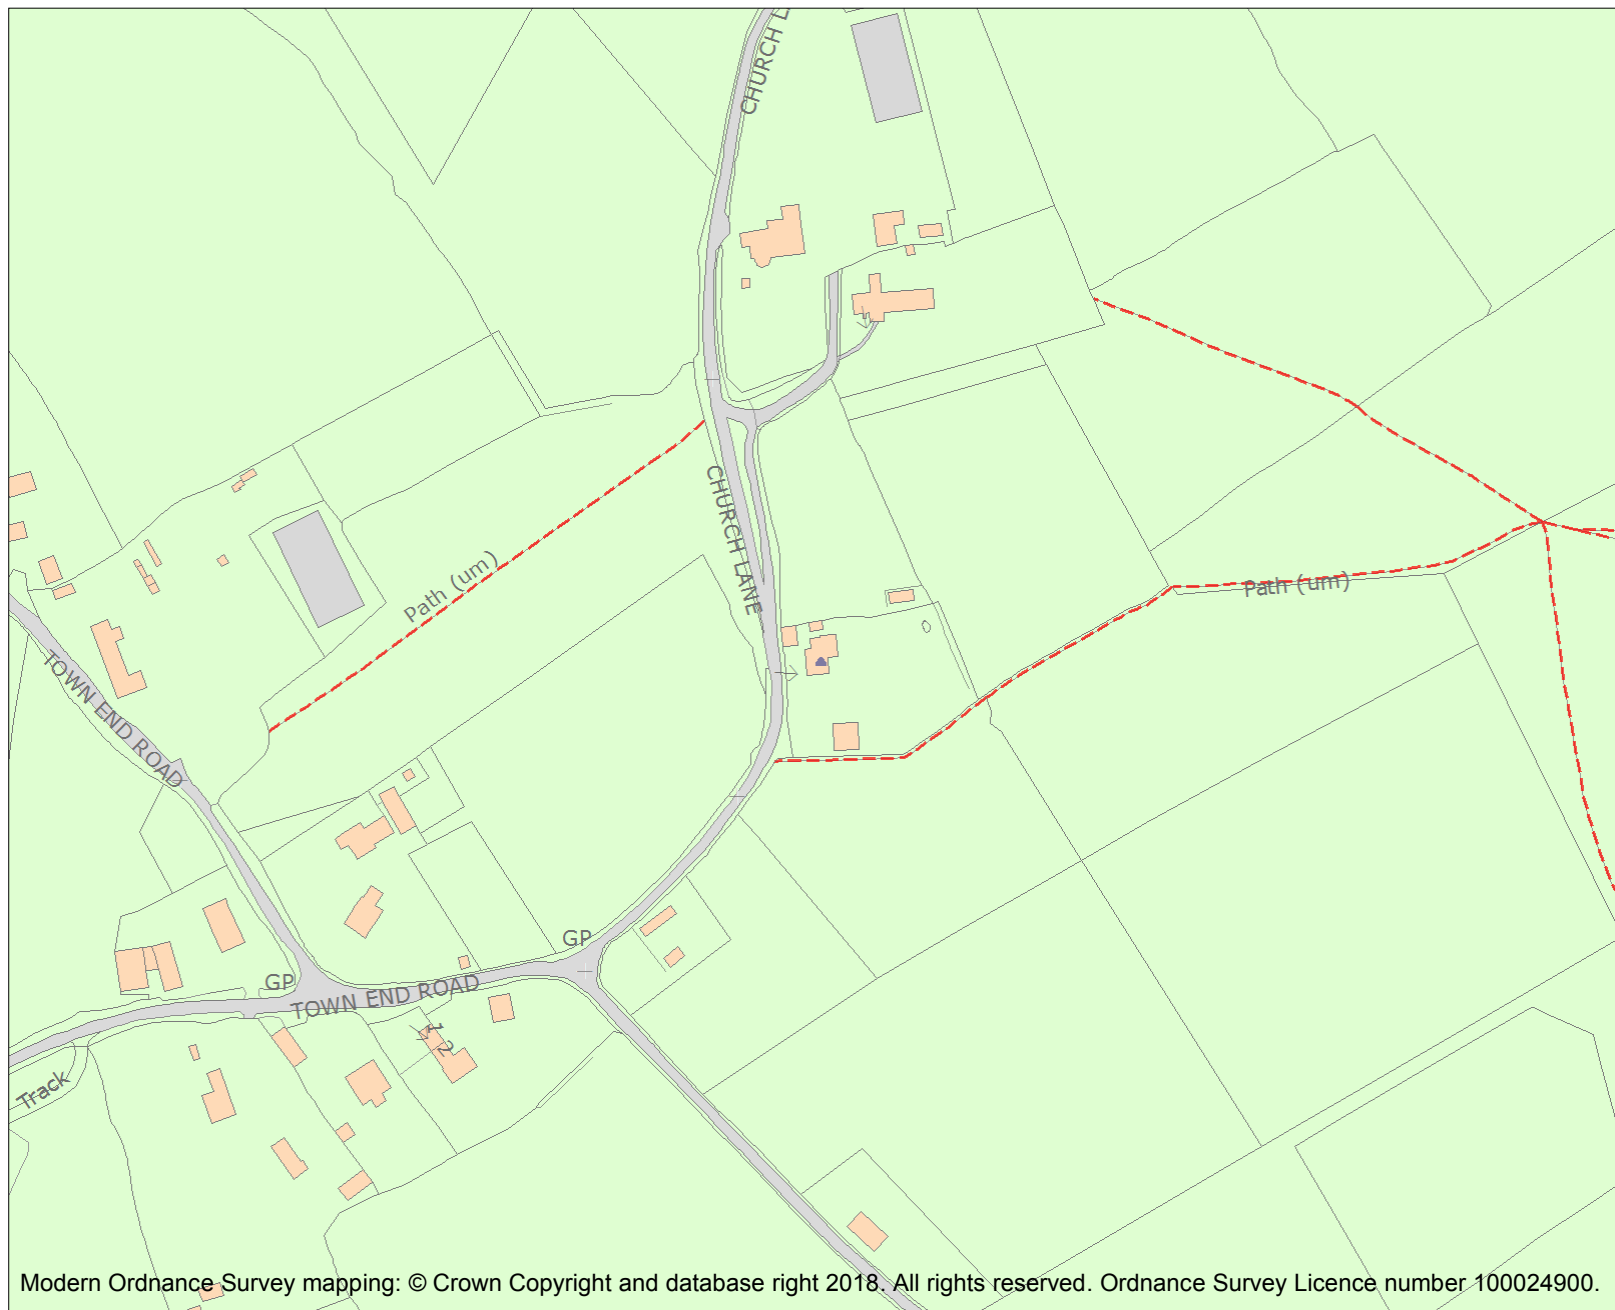 CHURCH L
CHURCH LANE
Path (um)
Path (um)
TOWN END ROAD
GP
GP
TOWN END ROAD
1
2
Track
Modern Ordnance Survey mapping: © Crown Copyright and database right 2018. All rights reserved. Ordnance Survey Licence number 100024900.